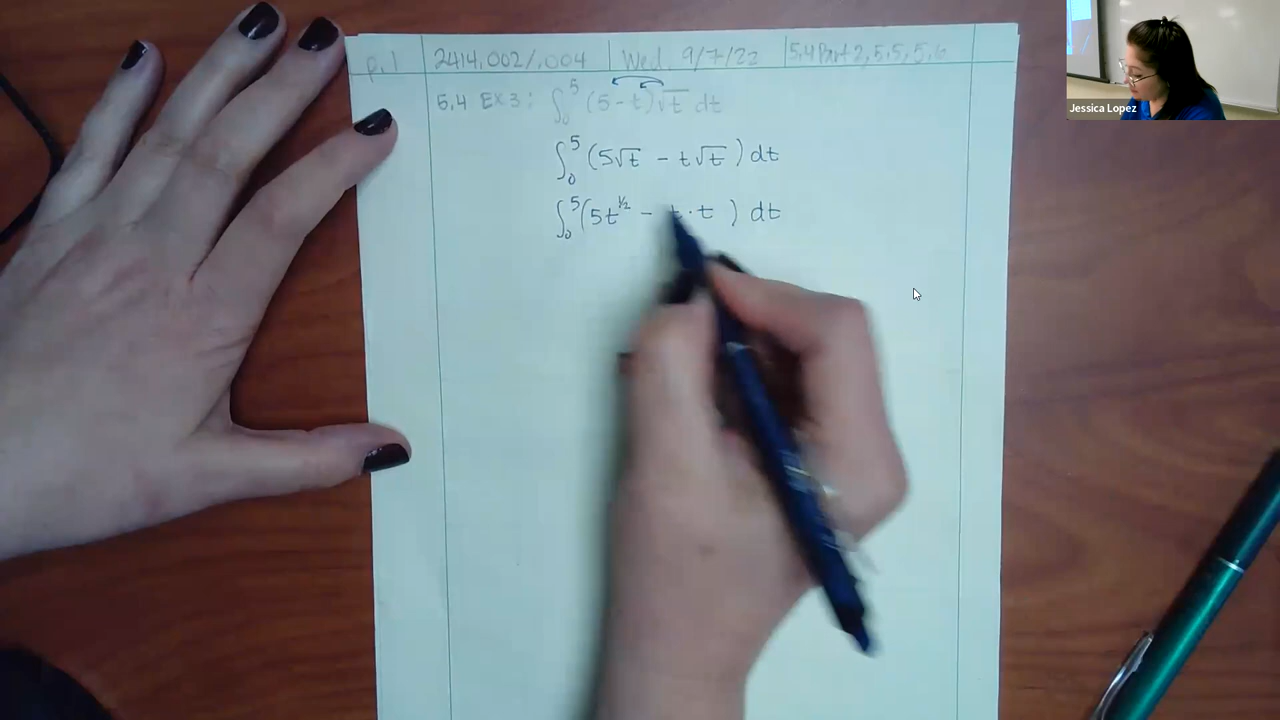 p.1 2414.002/.004 Wed. 9/7/22 5.4 Part 2, 5.5, 5.6
5.4 Ex 3: ∫₀⁵ (5-t)√t dt
∫₀⁵ (5√t - t√t) dt
∫₀⁵ (5t^½ - t·t) dt
Jessica Lopez